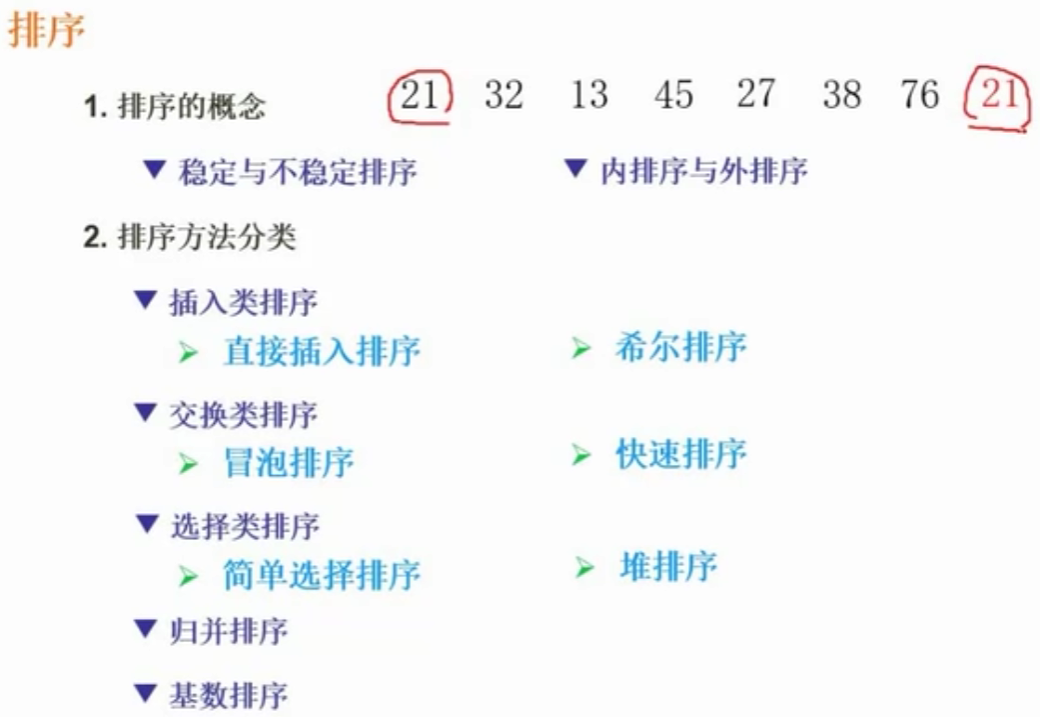 排序
1. 排序的概念 21 32 13 45 27 38 76 21
▼ 稳定与不稳定排序 ▼ 内排序与外排序
2. 排序方法分类
▼ 插入类排序
➢ 直接插入排序 ➢ 希尔排序
▼ 交换类排序
➢ 冒泡排序 ➢ 快速排序
▼ 选择类排序
➢ 简单选择排序 ➢ 堆排序
▼ 归并排序
▼ 基数排序